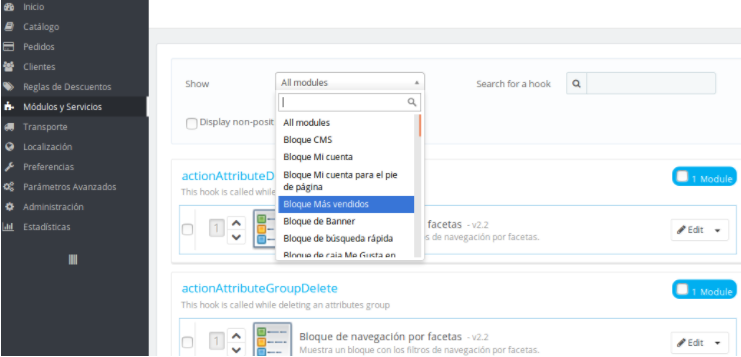 Inicio
Catálogo
Pedidos
Clientes
Reglas de Descuentos
Módulos y Servicios
Transporte
Localización
Preferencias
Parámetros Avanzados
Administración
Estadísticas
Show
All modules
Search for a hook
Display non-posit
All modules
Bloque CMS
Bloque Mi cuenta
Bloque Mi cuenta para el pie
de página
Bloque Más vendidos
Bloque de Banner
Bloque de búsqueda rápida
Bloque de caja Me Gusta en
actionAttributeD
1 Module
This hook is called while
1
facetas - v2.2
os de navegación por facetas.
Edit
actionAttributeGroupDelete
1 Module
This hook is called while deleting an attributes group
1
Bloque de navegación por facetas - v2.2
Muestra un bloque con los filtros de navegación por facetas.
Edit